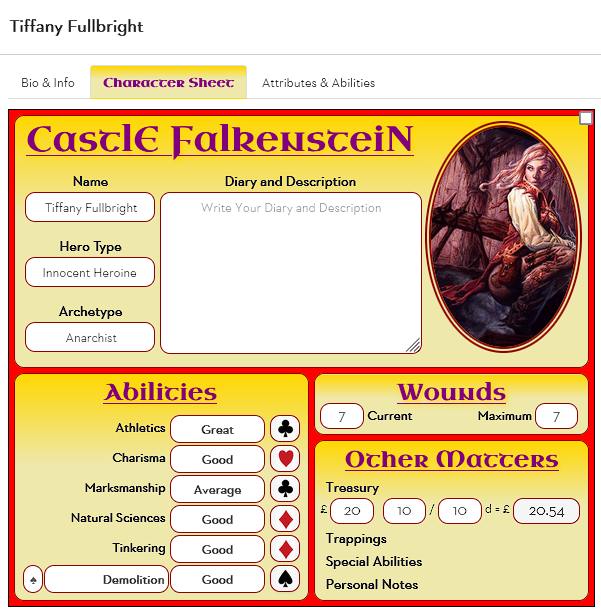 Tiffany Fullbright
Bio & Info
Character Sheet
Attributes & Abilities
Castle Falkenstein
Name
Tiffany Fullbright
Hero Type
Innocent Heroine
Archetype
Anarchist
Diary and Description
Write Your Diary and Description
Abilities
Athletics Great
Charisma Good
Marksmanship Average
Natural Sciences Good
Tinkering Good
Demolition Good
Wounds
7 Current Maximum 7
Other Matters
Treasury
£ 20 10 / 10 d = £ 20.54
Trappings
Special Abilities
Personal Notes